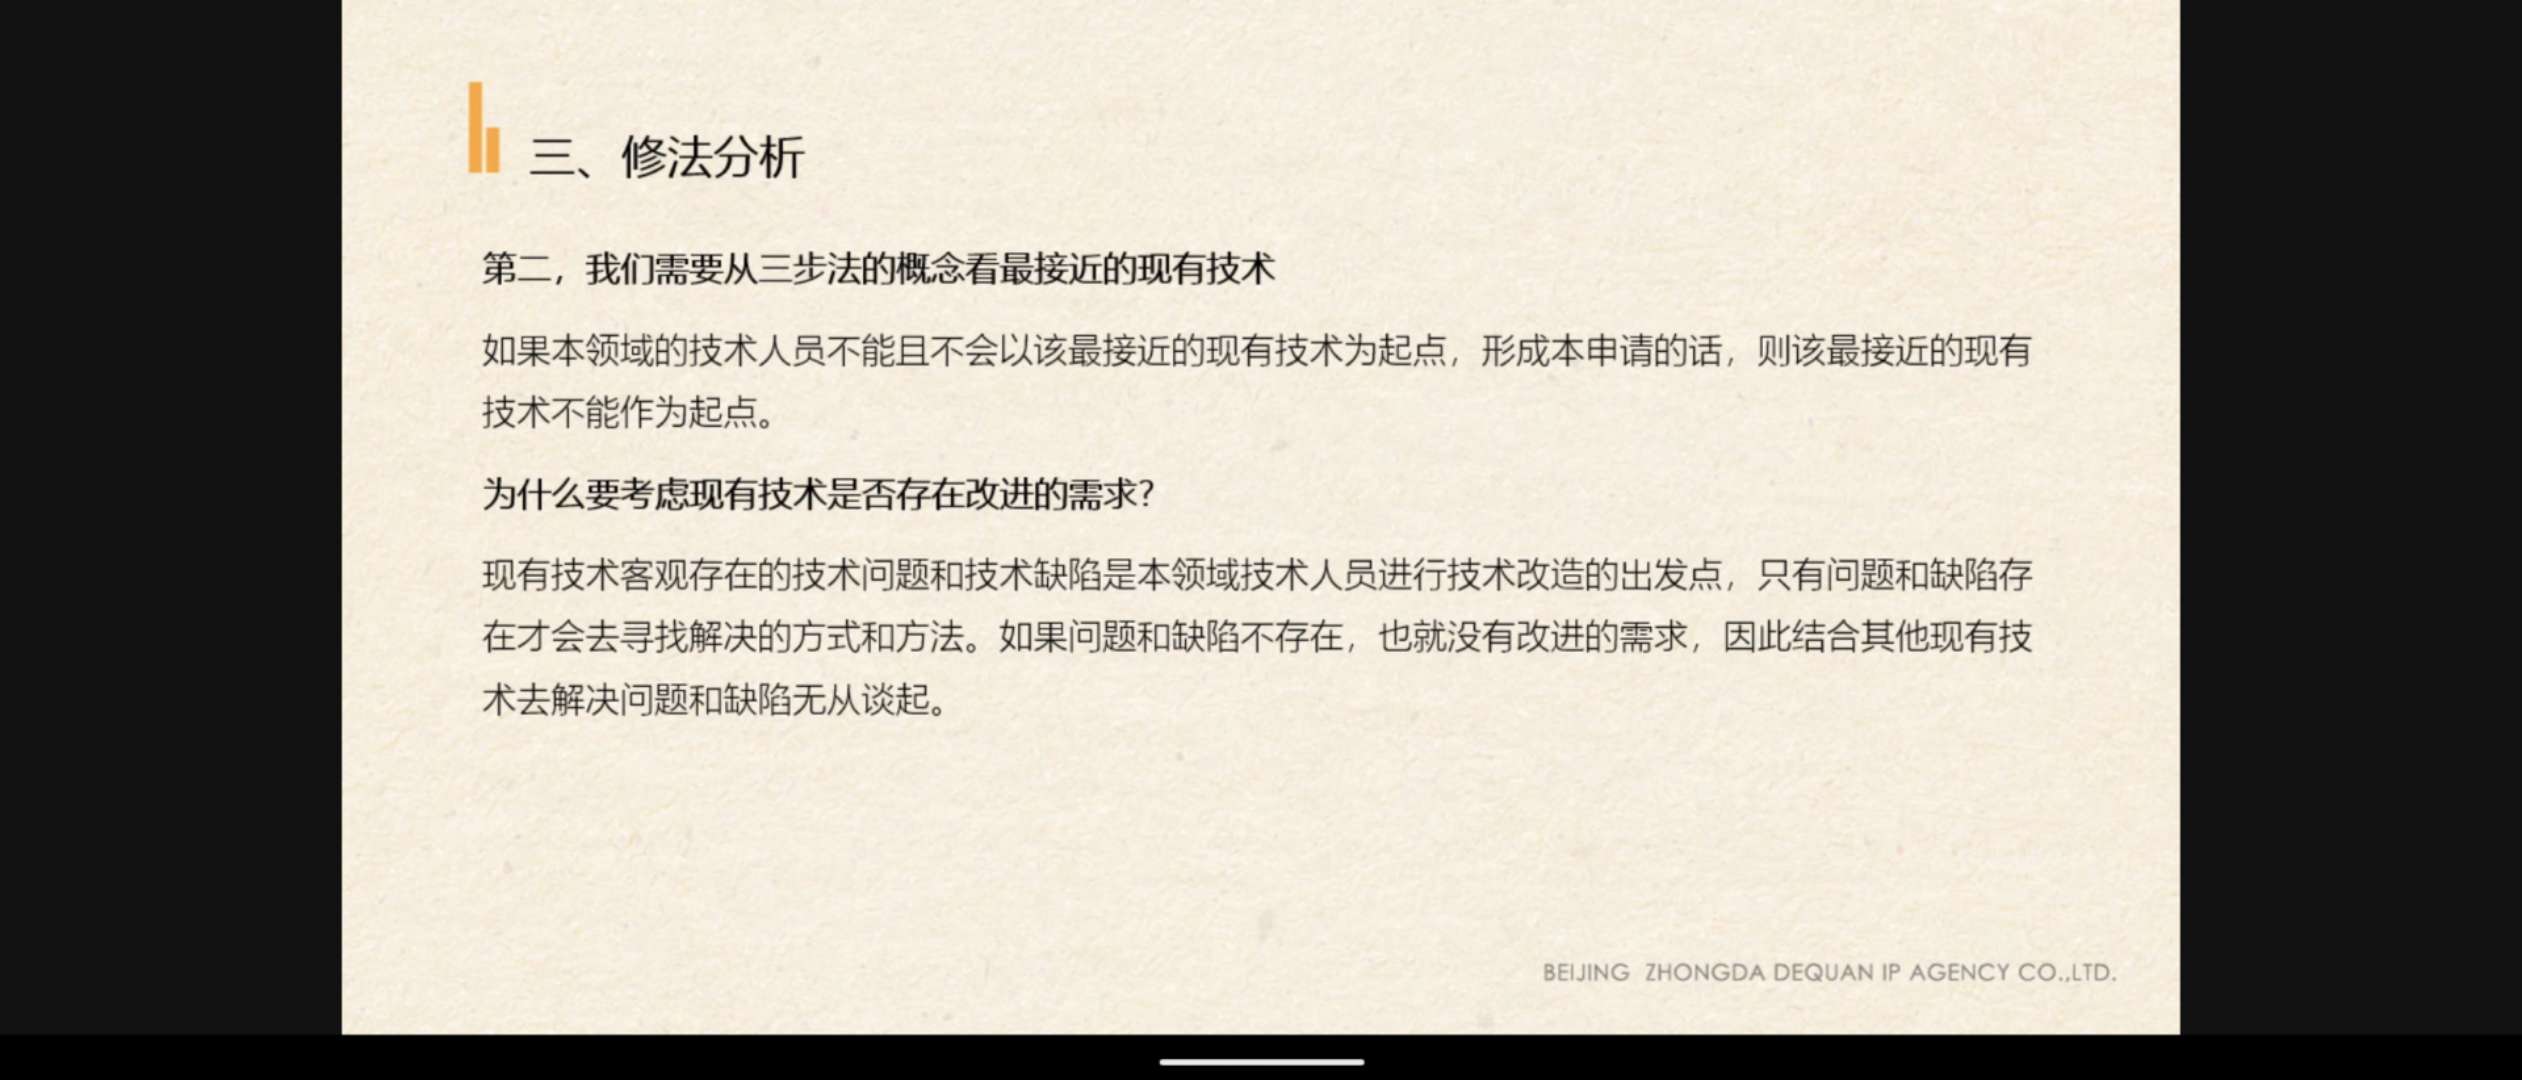 三、修法分析
第二，我们需要从三步法的概念看最接近的现有技术
如果本领域的技术人员不能且不会以该最接近的现有技术为起点，形成本申请的话，则该最接近的现有
技术不能作为起点。
为什么要考虑现有技术是否存在改进的需求？
现有技术客观存在的技术问题和技术缺陷是本领域技术人员进行技术改造的出发点，只有问题和缺陷存
在才会去寻找解决的方式和方法。如果问题和缺陷不存在，也就没有改进的需求，因此结合其他现有技
术去解决问题和缺陷无从谈起。
BEIJING ZHONGDA DEQUAN IP AGENCY CO.,LTD.